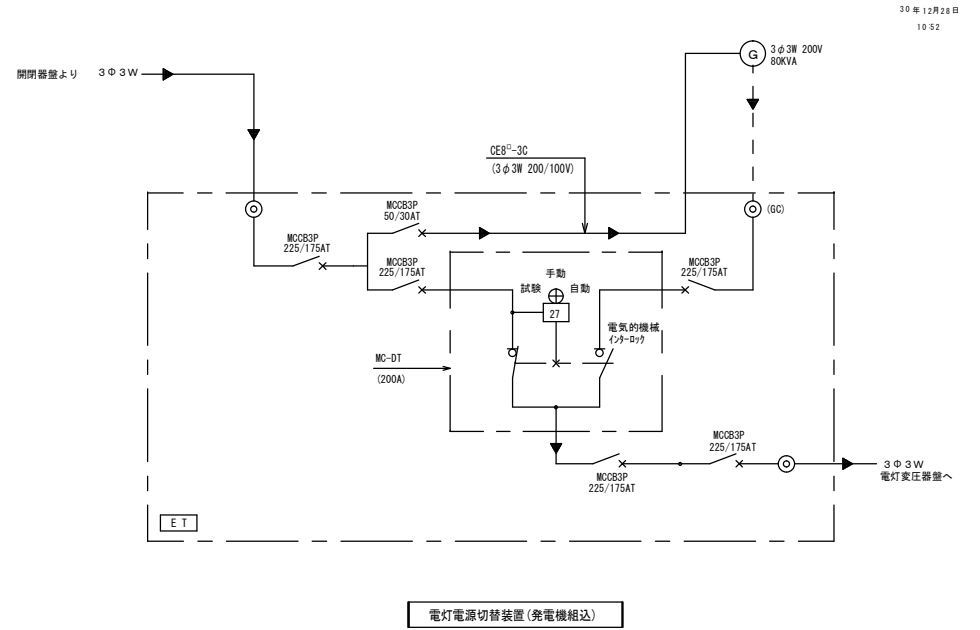 30年12月28日
10:52
3φ3W 200V
80KVA
G
開閉器盤より 3Φ3W
CE8□-3C
(3φ3W 200/100V)
(GC)
MCCB3P
50/30AT
MCCB3P
225/175AT
MCCB3P
225/175AT
MCCB3P
225/175AT
手動
試験 自動
27
電気的機械
インターロック
MC-DT
(200A)
MCCB3P
225/175AT
MCCB3P
225/175AT
3Φ3W
電灯変圧器盤へ
ET
電灯電源切替装置(発電機組込)